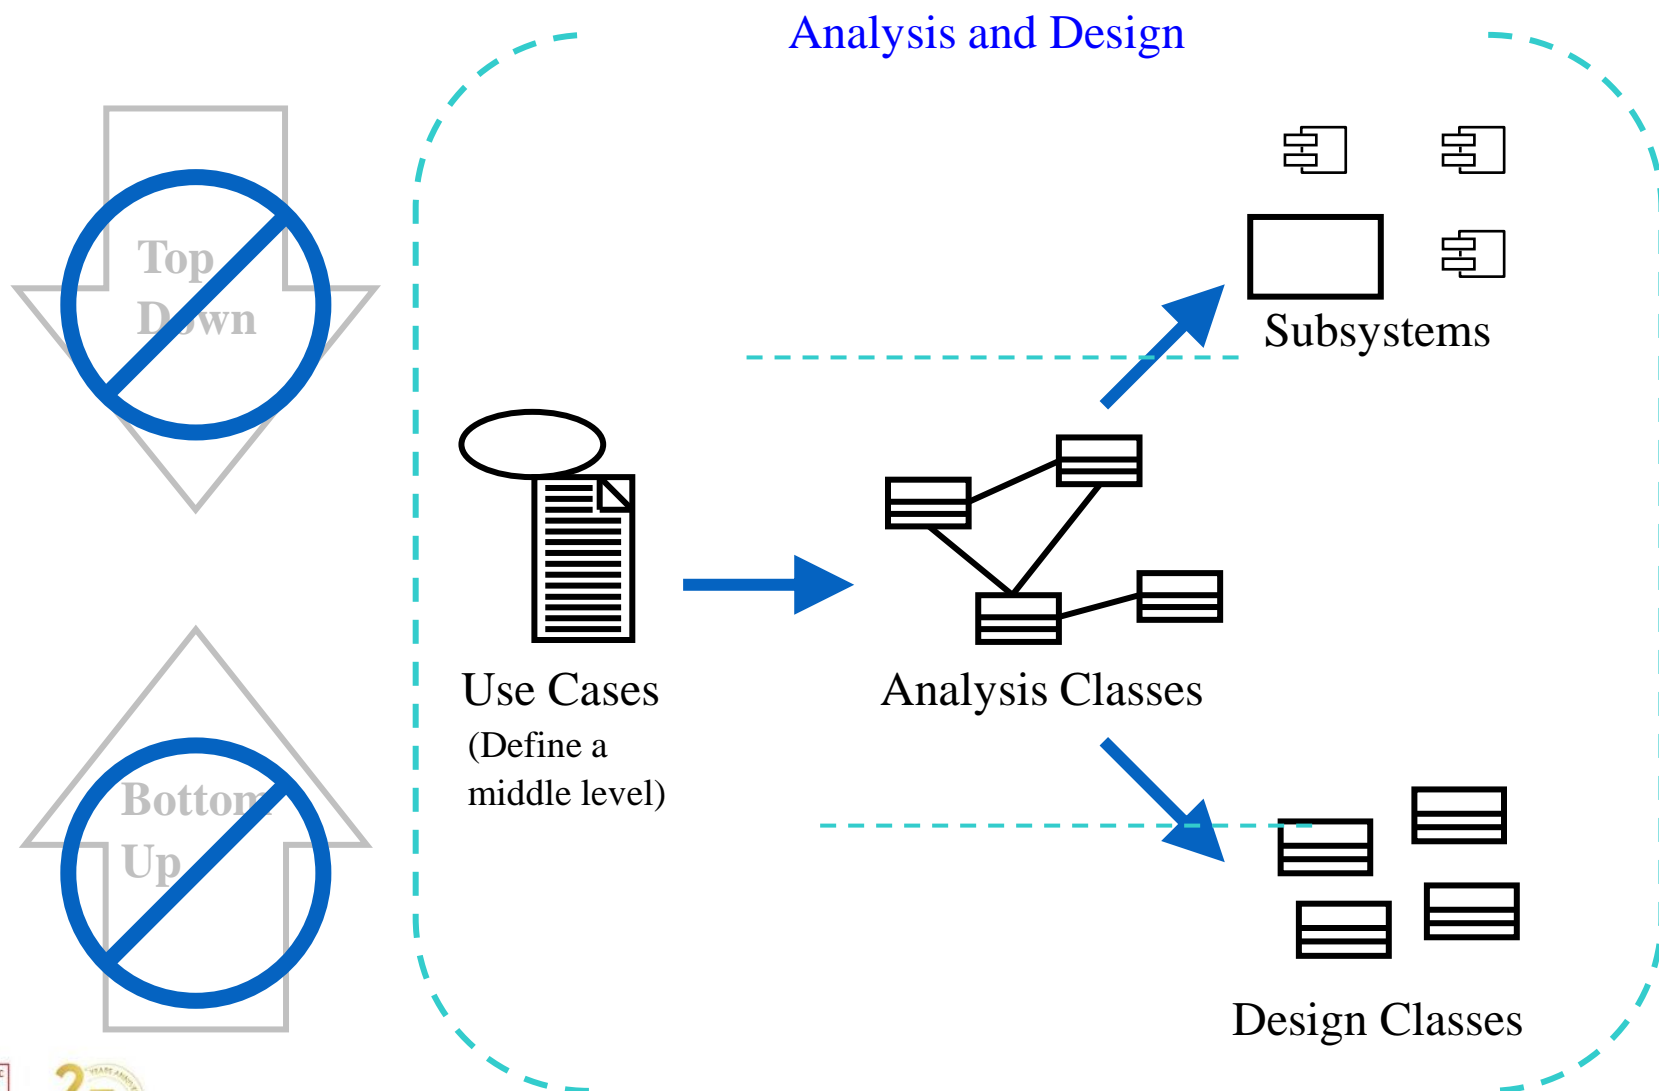 Analysis and Design
Top
Down
Subsystems
Use Cases
(Define a
middle level)
Analysis Classes
Bottom
Up
Design Classes